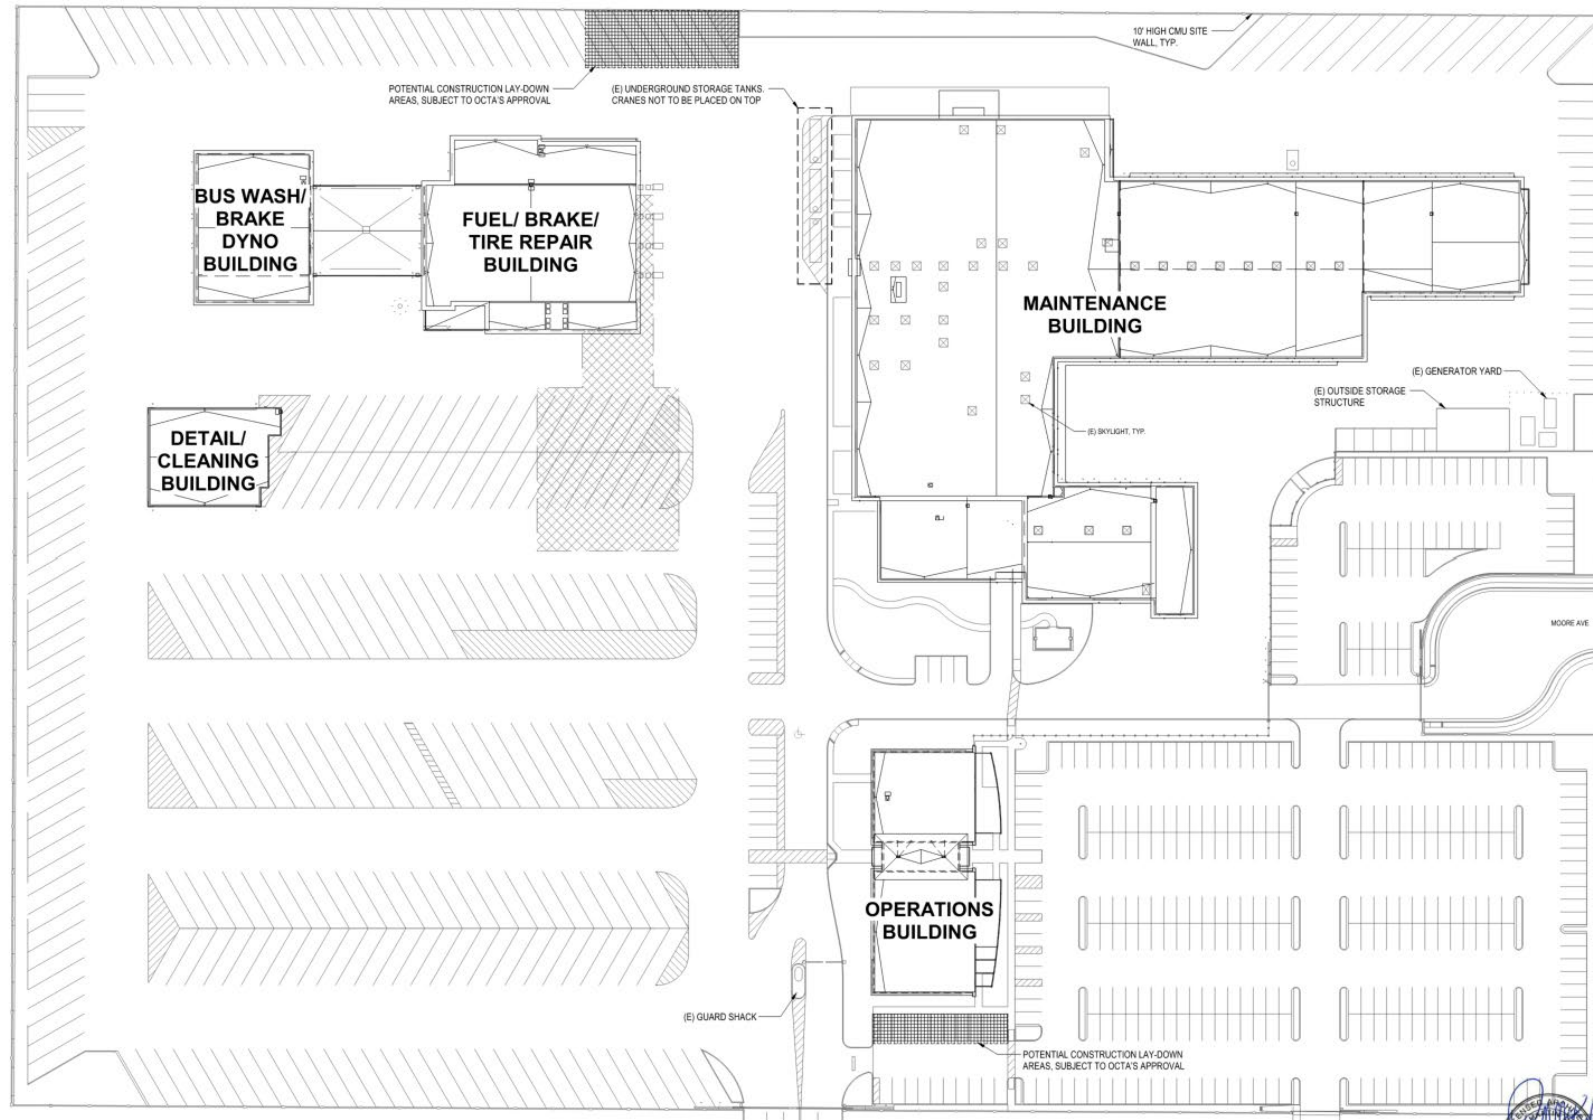 10' HIGH CMU SITE
WALL, TYP.
POTENTIAL CONSTRUCTION LAY-DOWN
AREAS, SUBJECT TO OCTA'S APPROVAL
(E) UNDERGROUND STORAGE TANKS.
CRANES NOT TO BE PLACED ON TOP
BUS WASH/
BRAKE
DYNO
BUILDING
FUEL/ BRAKE/
TIRE REPAIR
BUILDING
MAINTENANCE
BUILDING
(E) GENERATOR YARD
(E) OUTSIDE STORAGE
STRUCTURE
(E) SKYLIGHT, TYP.
DETAIL/
CLEANING
BUILDING
MOORE AVE
OPERATIONS
BUILDING
(E) GUARD SHACK
POTENTIAL CONSTRUCTION LAY-DOWN
AREAS, SUBJECT TO OCTA'S APPROVAL